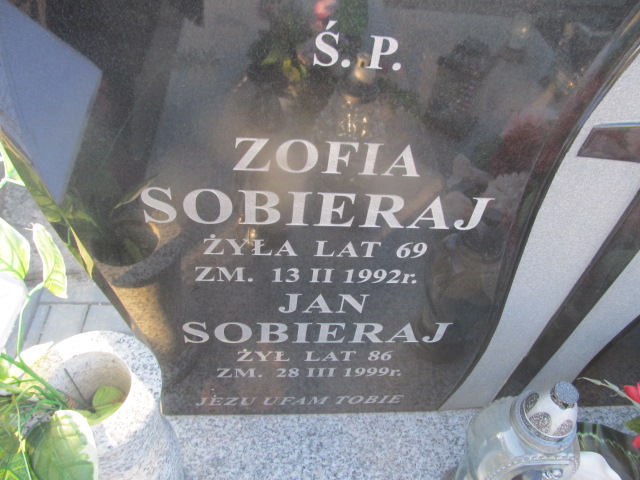 Ś. P.
ZOFIA
SOBIERAJ
ŻYŁA LAT 69
ZM. 13 II 1992r.
JAN
SOBIERAJ
ŻYŁ LAT 86
ZM. 28 III 1999r.
JEZU UFAM TOBIE